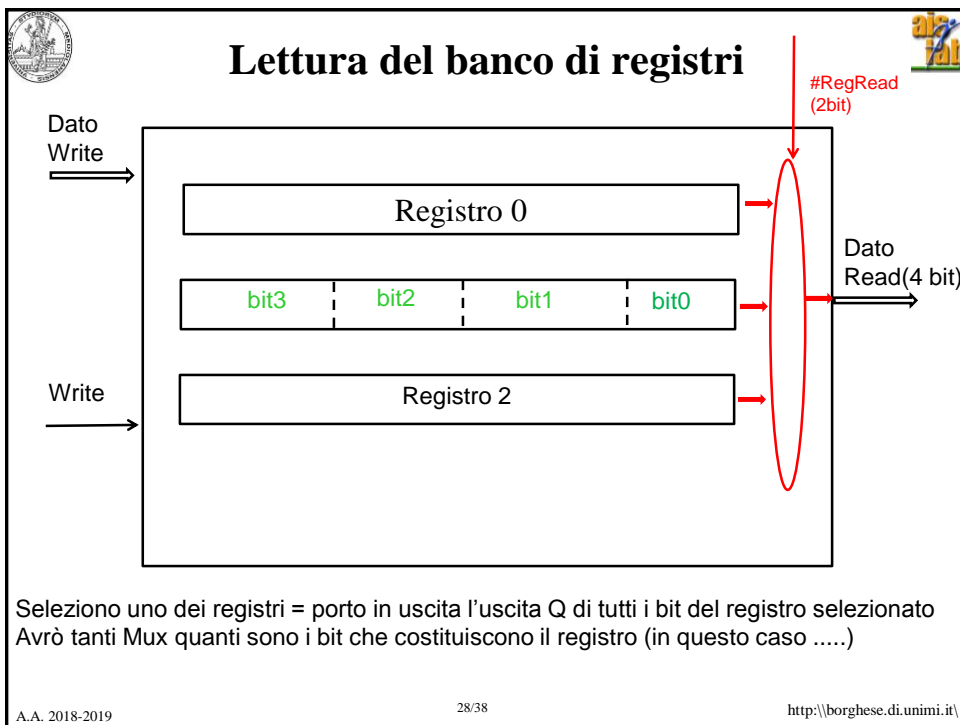 Lettura del banco di registri
#RegRead
(2bit)
Dato
Write
Registro 0
Dato
Read(4 bit)
bit3 bit2 bit1 bit0
Write
Registro 2
Seleziono uno dei registri = porto in uscita l'uscita Q di tutti i bit del registro selezionato
Avrò tanti Mux quanti sono i bit che costituiscono il registro (in questo caso .....)
A.A. 2018-2019
28/38
http:\\borghese.di.unimi.it\